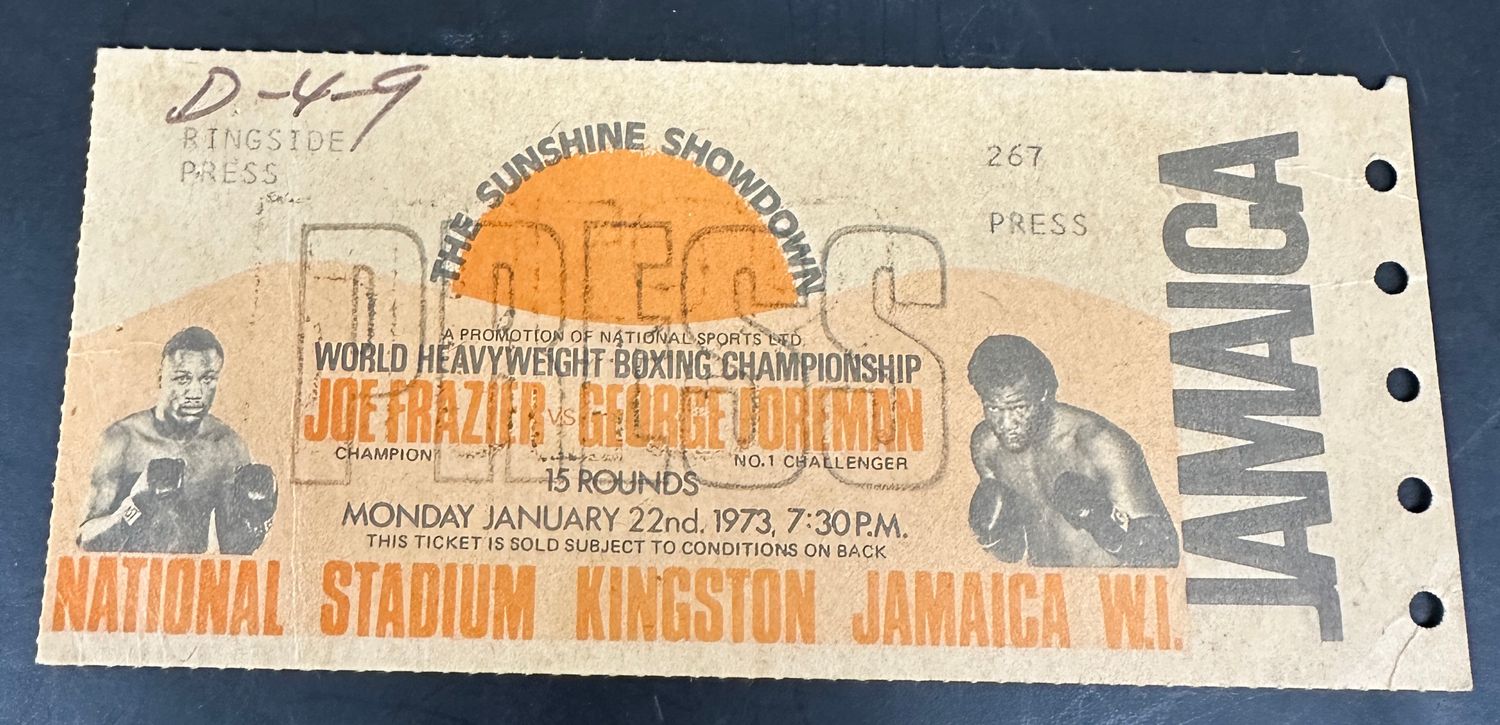 D-4-9
RINGSIDE
PRESS
THE SUNSHINE SHOWDOWN
267
PRESS
PRESS
A PROMOTION OF NATIONAL SPORTS LTD.
WORLD HEAVYWEIGHT BOXING CHAMPIONSHIP
JOE FRAZIER VS GEORGE FOREMAN
CHAMPION
NO.1 CHALLENGER
15 ROUNDS
MONDAY JANUARY 22nd. 1973, 7:30 P.M.
THIS TICKET IS SOLD SUBJECT TO CONDITIONS ON BACK
NATIONAL STADIUM KINGSTON JAMAICA W.I.
JAMAICA